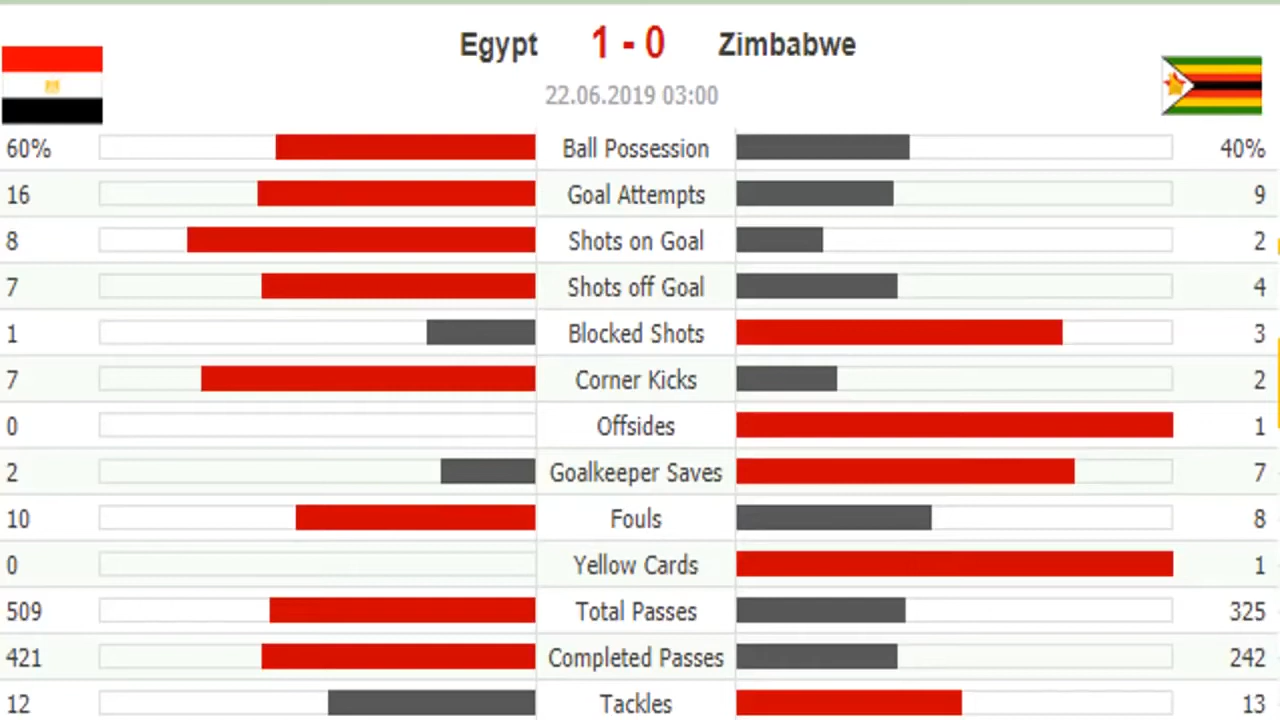 Egypt 1 - 0 Zimbabwe
22.06.2019 03:00
60% Ball Possession 40%
16 Goal Attempts 9
8 Shots on Goal 2
7 Shots off Goal 4
1 Blocked Shots 3
7 Corner Kicks 2
0 Offsides 1
2 Goalkeeper Saves 7
10 Fouls 8
0 Yellow Cards 1
509 Total Passes 325
421 Completed Passes 242
12 Tackles 13